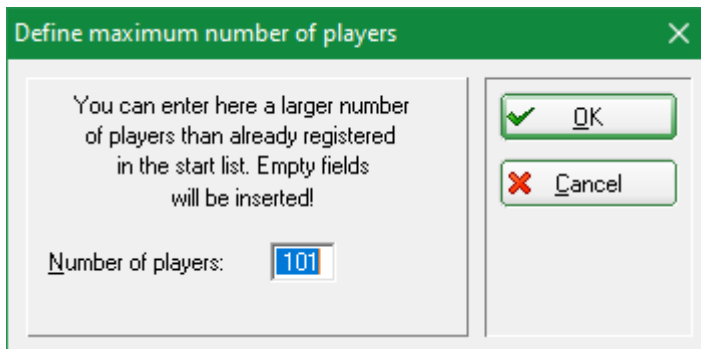 Define maximum number of players
You can enter here a larger number
of players than already registered
in the start list. Empty fields
will be inserted!
Number of players: 101
OK
Cancel